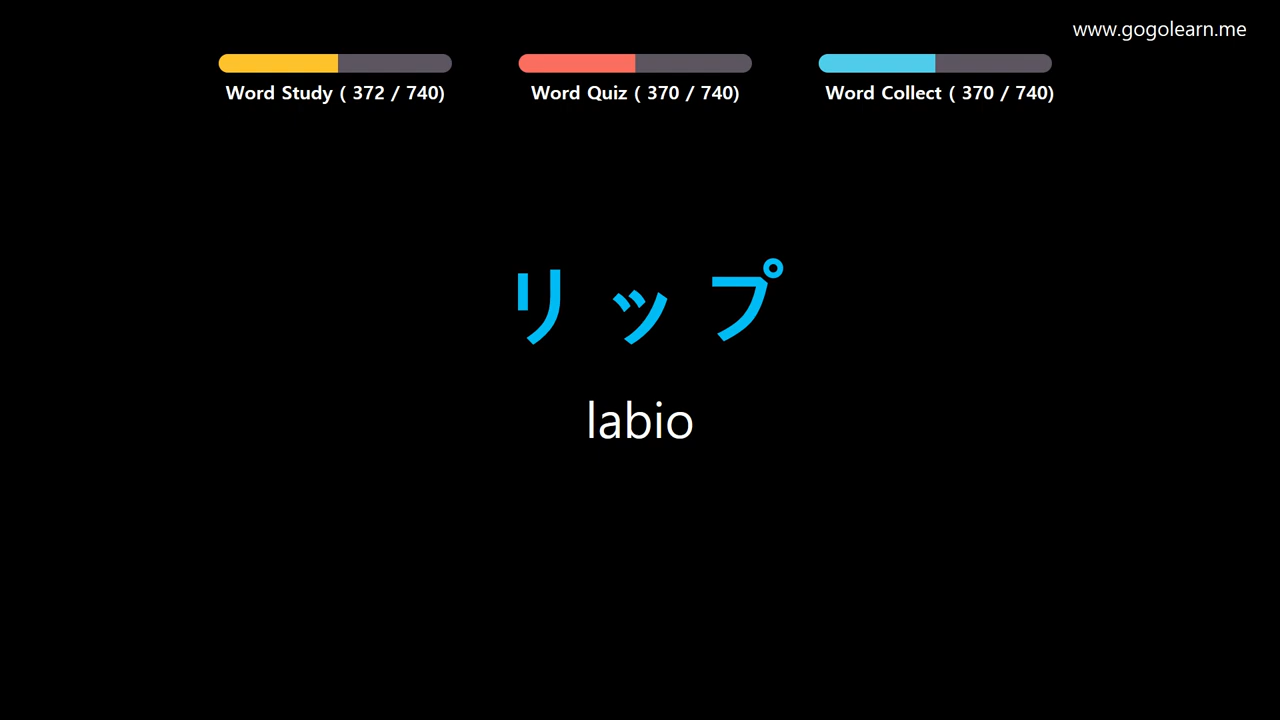 www.gogolearn.me
Word Study ( 372 / 740)
Word Quiz ( 370 / 740)
Word Collect ( 370 / 740)
リップ
labio